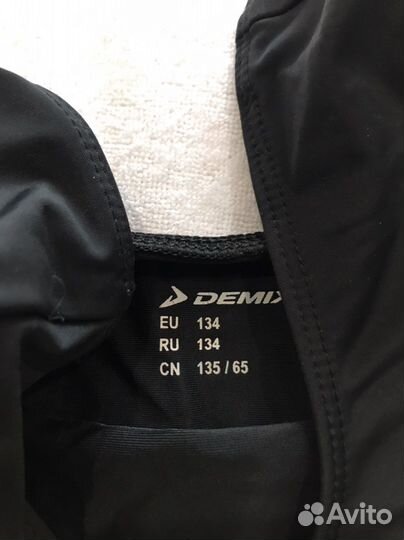 DEMIX
EU 134
RU 134
CN 135 / 65
Avito